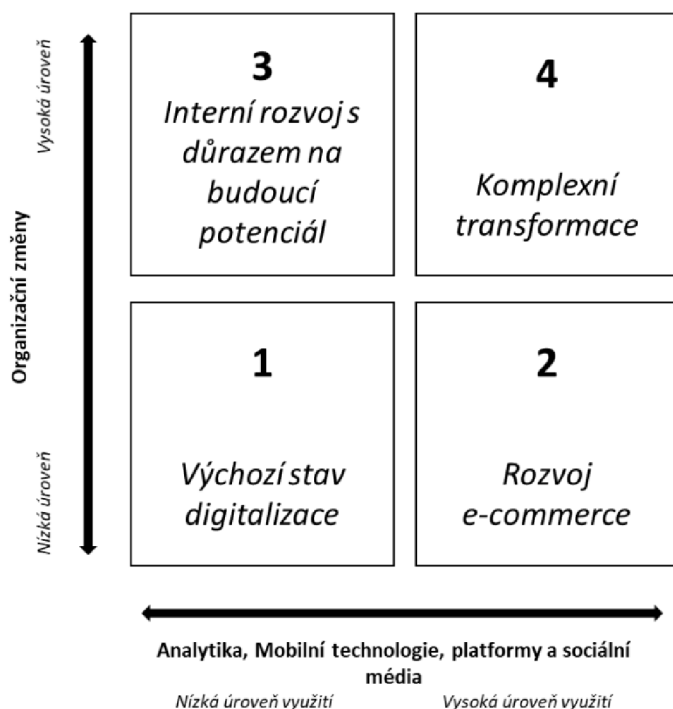 Vysoká úroveň
Organizační změny
Nízká úroveň
3
Interní rozvoj s
důrazem na
budoucí
potenciál
4
Komplexní
transformace
1
Výchozí stav
digitalizace
2
Rozvoj
e-commerce
Analytika, Mobilní technologie, platformy a sociální
média
Nízká úroveň využití
Vysoká úroveň využití